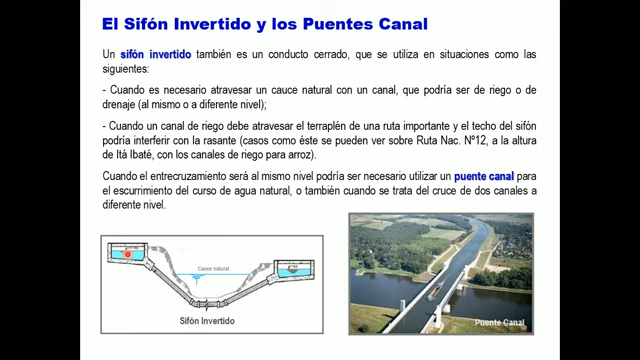 El Sifón Invertido y los Puentes Canal
Un sifón invertido también es un conducto cerrado, que se utiliza en situaciones como las
siguientes:
- Cuando es necesario atravesar un cauce natural con un canal, que podría ser de riego o de
drenaje (al mismo o a diferente nivel);
- Cuando un canal de riego debe atravesar el terraplén de una ruta importante y el techo del sifón
podría interferir con la rasante (casos como éste se pueden ver sobre Ruta Nac. Nº12, a la altura
de Itá Ibaté, con los canales de riego para arroz).
Cuando el entrecruzamiento será al mismo nivel podría ser necesario utilizar un puente canal para
el escurrimiento del curso de agua natural, o también cuando se trata del cruce de dos canales a
diferente nivel.
Cauce natural
Sifón Invertido
Puente Canal